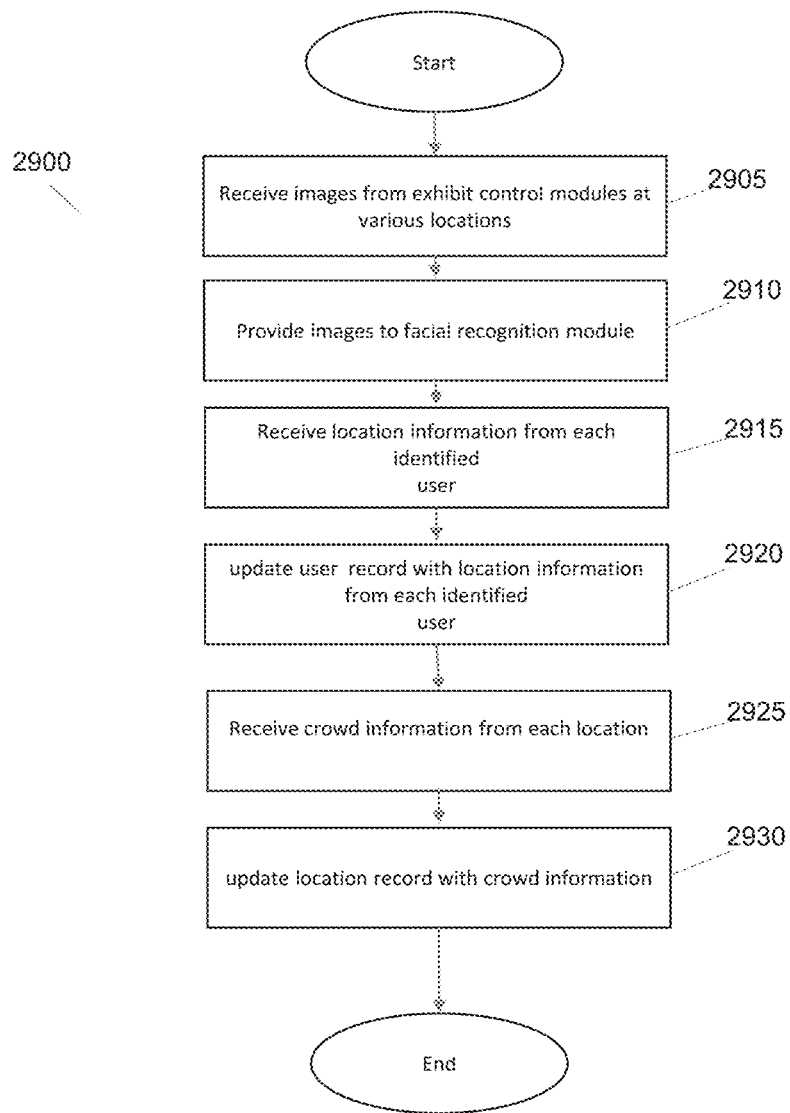 Start
2900
Receive images from exhibit control modules at
various locations
2905
Provide images to facial recognition module
2910
Receive location information from each
identified
user
2915
update user record with location information
from each identified
user
2920
Receive crowd information from each location
2925
update location record with crowd information
2930
End